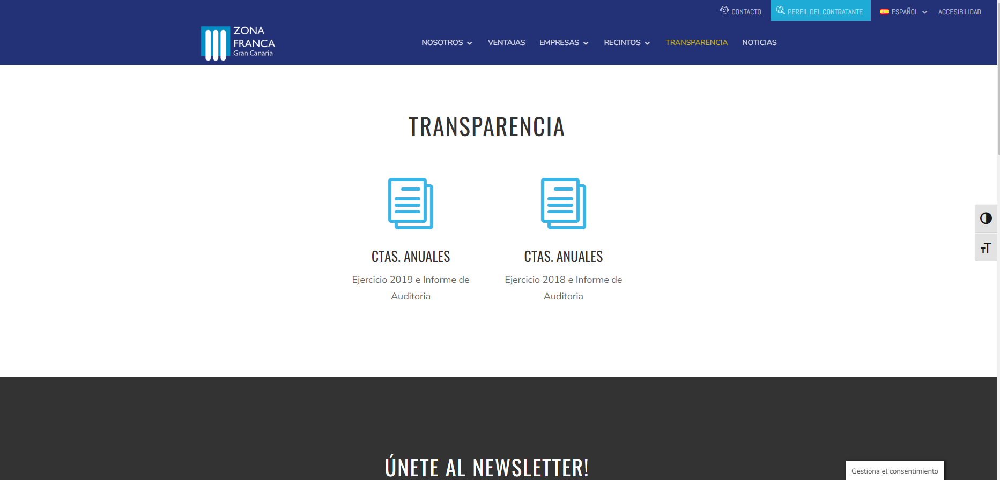 CONTACTO
PERFIL DEL CONTRATANTE
ESPAÑOL
ACCESIBILIDAD
ZONA
FRANCA
Gran Canaria
NOSOTROS
VENTAJAS
EMPRESAS
RECINTOS
TRANSPARENCIA
NOTICIAS
TRANSPARENCIA
CTAS. ANUALES
Ejercicio 2019 e Informe de
Auditoria
CTAS. ANUALES
Ejercicio 2018 e Informe de
Auditoria
TT
ÚNETE AL NEWSLETTER!
Gestiona el consentimiento